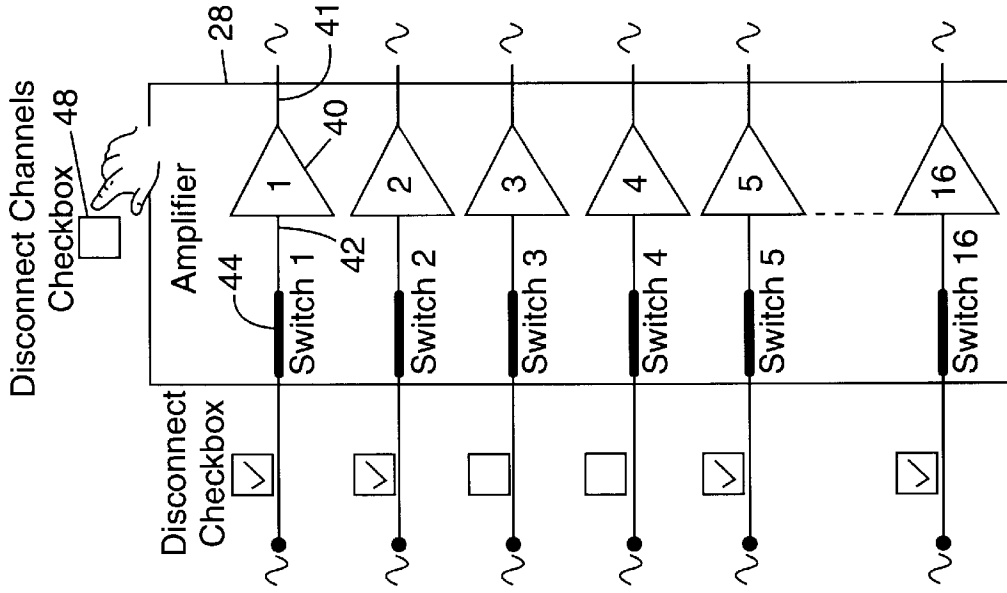 Disconnect Channels
Checkbox 48
28
41
Amplifier
Disconnect
Checkbox
44
42
40
Switch 1
1
Switch 2
2
Switch 3
3
Switch 4
4
Switch 5
5
Switch 16
16